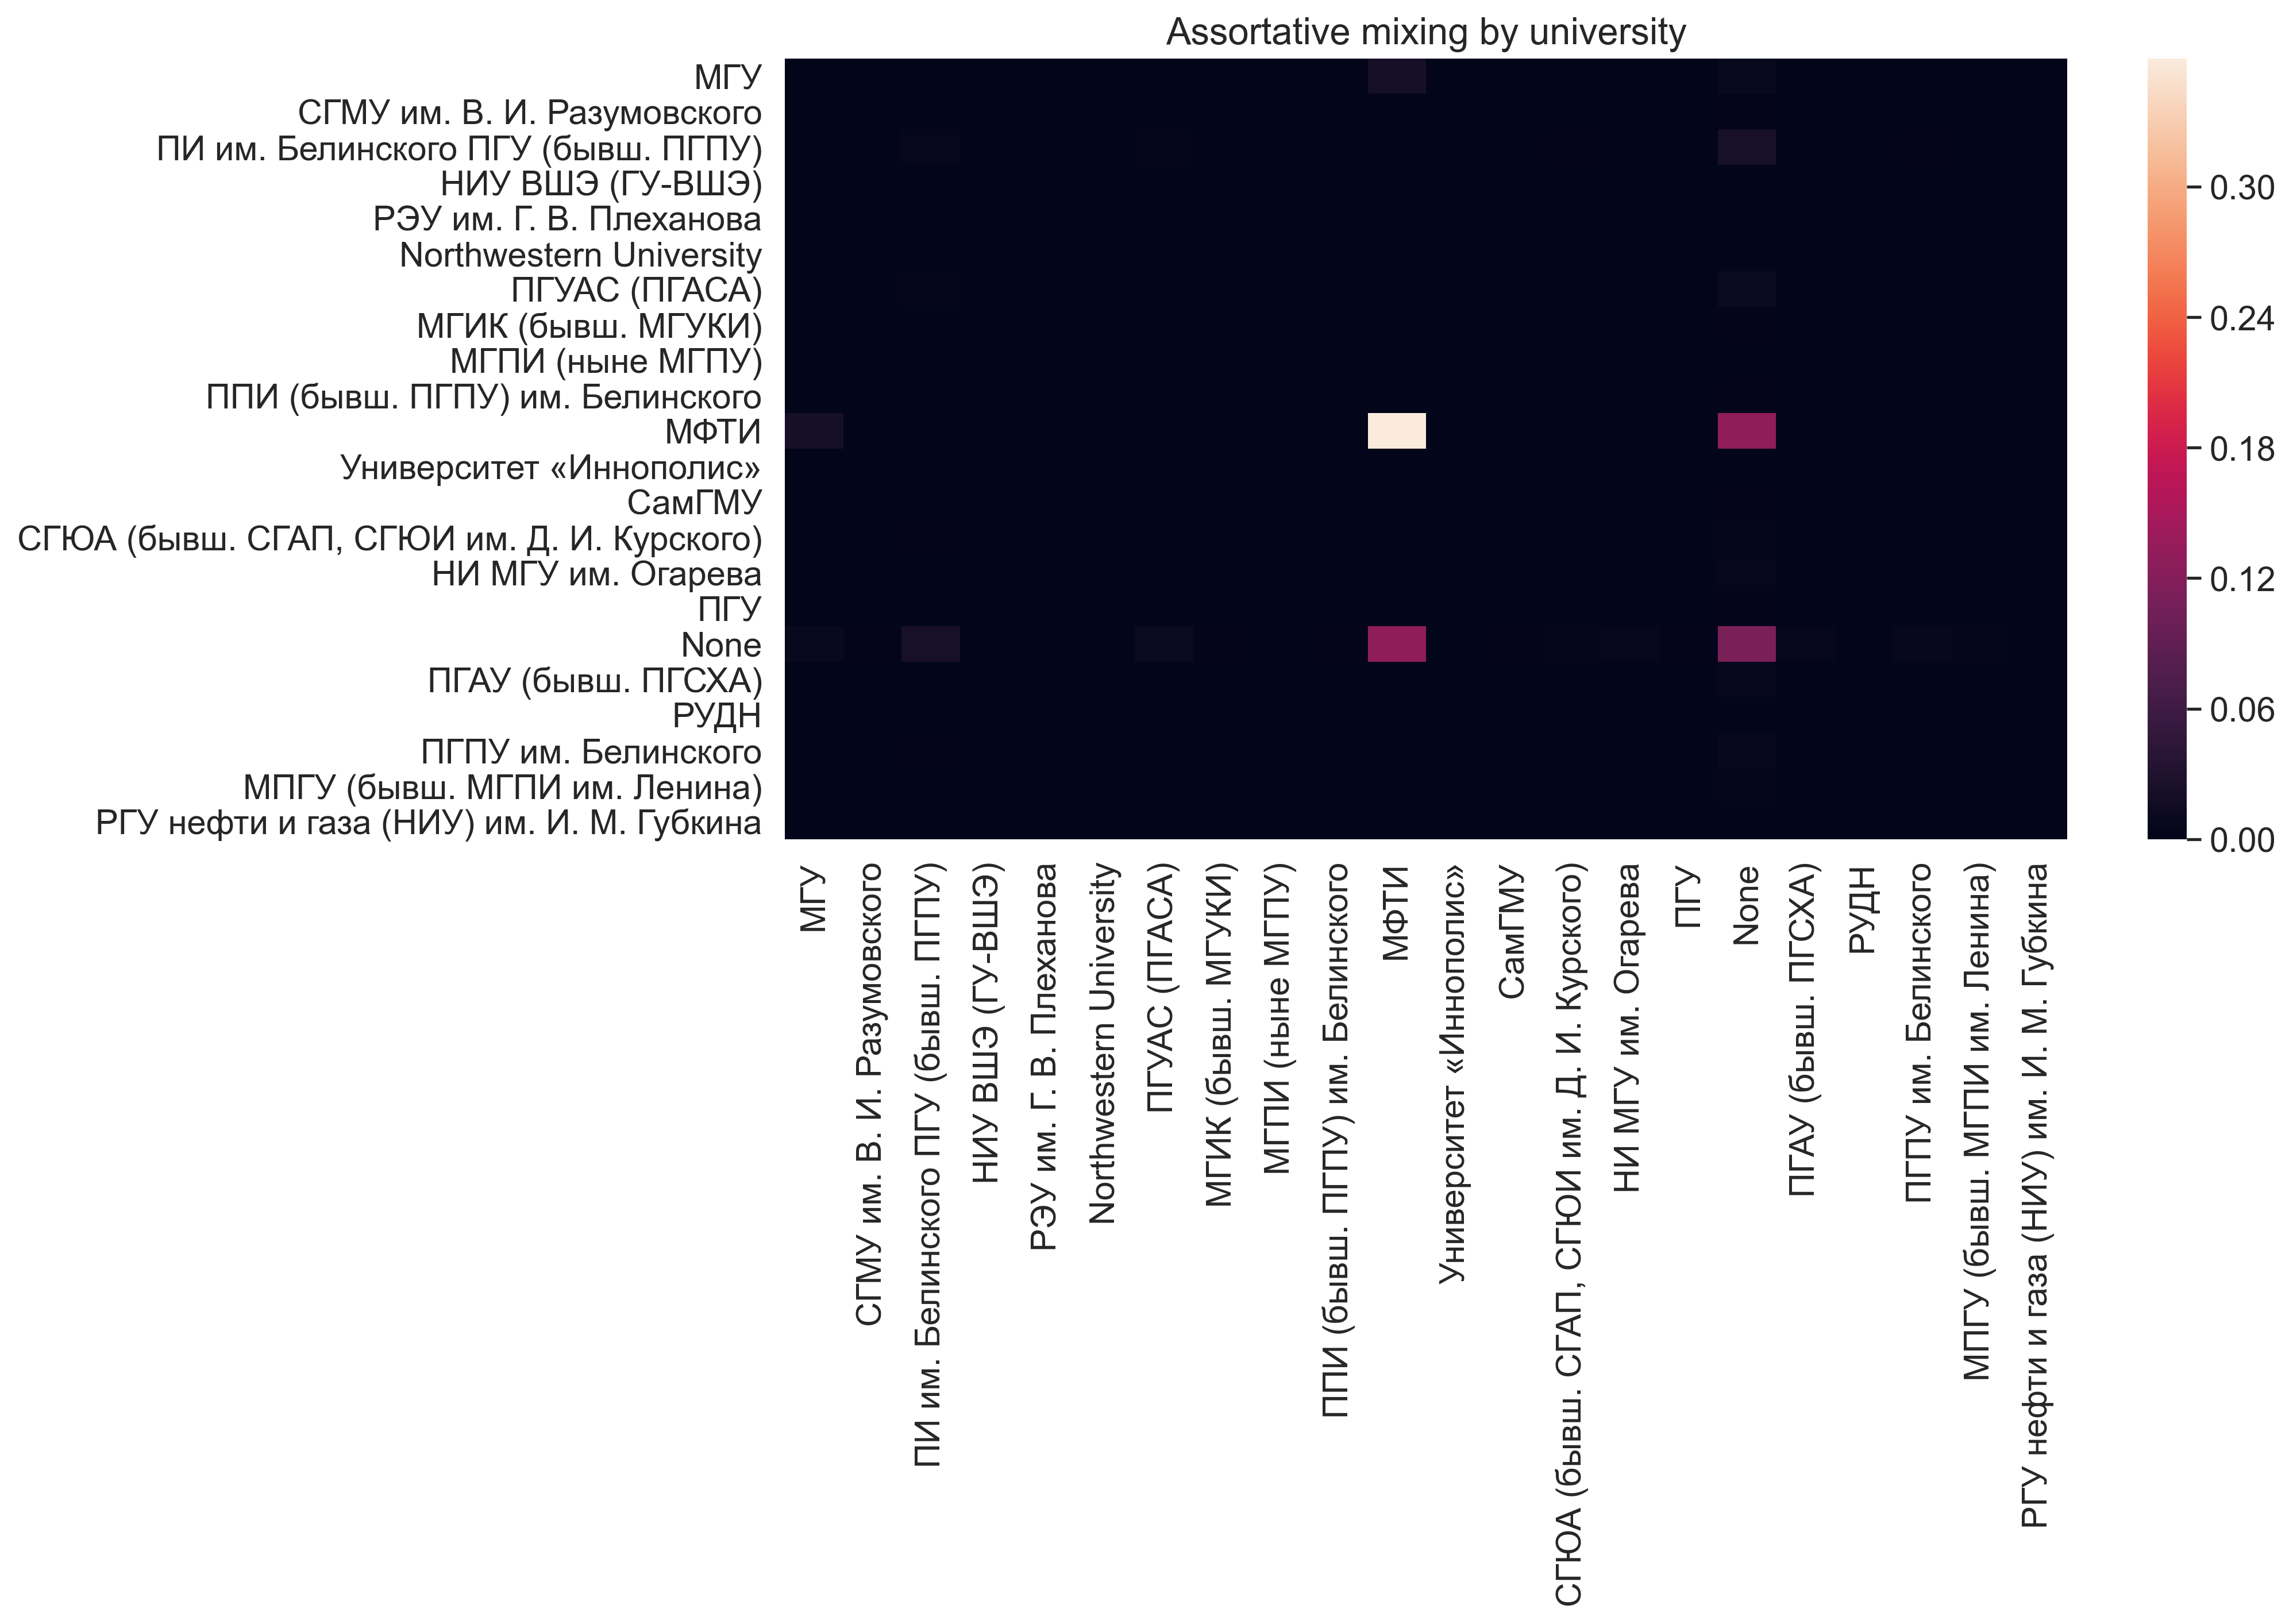 Assortative mixing by university
МГУ
СГМУ им. В. И. Разумовского
ПИ им. Белинского ПГУ (бывш. ПГПУ)
НИУ ВШЭ (ГУ-ВШЭ)
РЭУ им. Г. В. Плеханова
Northwestern University
ПГУАС (ПГАСА)
МГИК (бывш. МГУКИ)
МГПИ (ныне МГПУ)
ППИ (бывш. ПГПУ) им. Белинского
МФТИ
Университет «Иннополис»
СамГМУ
СГЮА (бывш. СГАП, СГЮИ им. Д. И. Курского)
НИ МГУ им. Огарева
ПГУ
None
ПГАУ (бывш. ПГСХА)
РУДН
ПГПУ им. Белинского
МПГУ (бывш. МГПИ им. Ленина)
РГУ нефти и газа (НИУ) им. И. М. Губкина
МГУ
СГМУ им. В. И. Разумовского
ПИ им. Белинского ПГУ (бывш. ПГПУ)
НИУ ВШЭ (ГУ-ВШЭ)
РЭУ им. Г. В. Плеханова
Northwestern University
ПГУАС (ПГАСА)
МГИК (бывш. МГУКИ)
МГПИ (ныне МГПУ)
ППИ (бывш. ПГПУ) им. Белинского
МФТИ
Университет «Иннополис»
СамГМУ
СГЮА (бывш. СГАП, СГЮИ им. Д. И. Курского)
НИ МГУ им. Огарева
ПГУ
None
ПГАУ (бывш. ПГСХА)
РУДН
ПГПУ им. Белинского
МПГУ (бывш. МГПИ им. Ленина)
РГУ нефти и газа (НИУ) им. И. М. Губкина
0.30
0.24
0.18
0.12
0.06
0.00